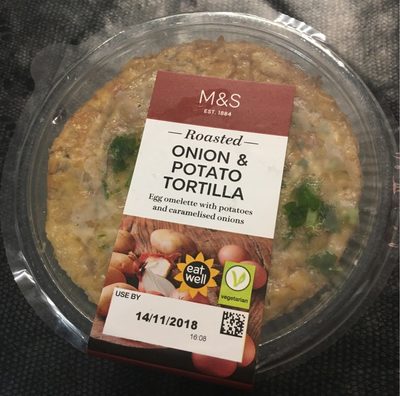 M&S
EST. 1884
Roasted
ONION &
POTATO
TORTILLA
Egg omelette with potatoes
and caramelised onions
eat
well
vegetarian
USE BY
14/11/2018
16:08